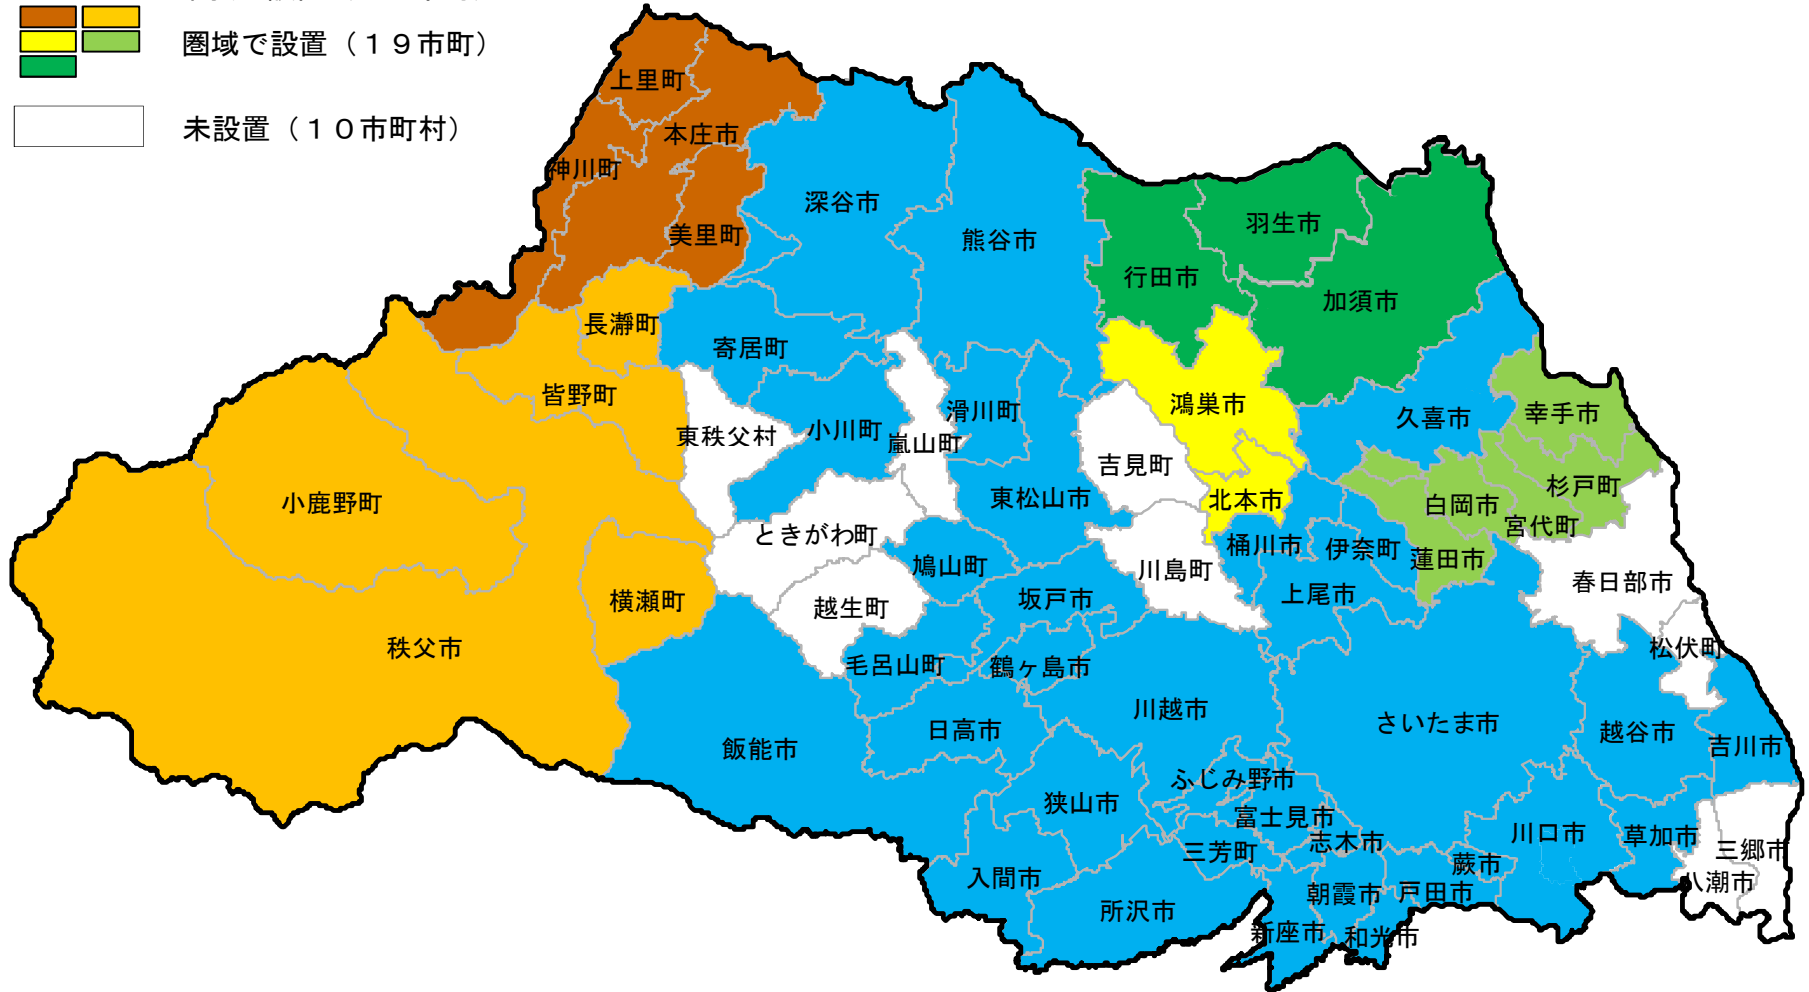 圏域で設置（１９市町）
未設置（１０市町村）
上里町
本庄市
神川町
美里町
深谷市
熊谷市
羽生市
行田市
加須市
長瀞町
寄居町
皆野町
東秩父村
小川町
嵐山町
滑川町
吉見町
鴻巣市
久喜市
幸手市
小鹿野町
ときがわ町
東松山市
北本市
白岡市
杉戸町
宮代町
桶川市
伊奈町
蓮田市
鳩山町
川島町
春日部市
横瀬町
越生町
坂戸市
上尾市
秩父市
毛呂山町
鶴ヶ島市
松伏町
飯能市
日高市
川越市
さいたま市
越谷市
吉川市
ふじみ野市
狭山市
富士見市
志木市
川口市
草加市
三芳町
蕨市
三郷市
入間市
朝霞市
戸田市
八潮市
所沢市
新座市
和光市